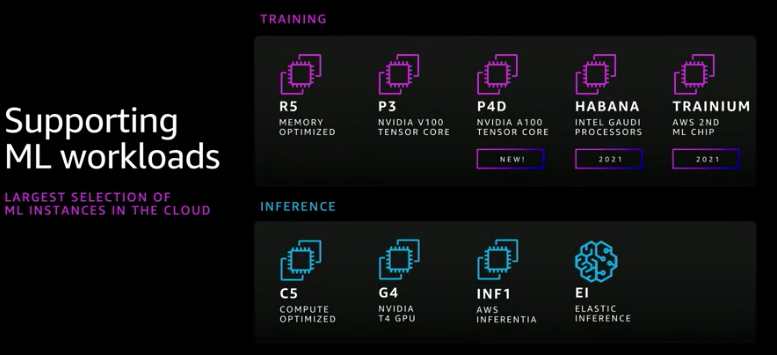 Supporting
ML workloads
LARGEST SELECTION OF
ML INSTANCES IN THE CLOUD
TRAINING
R5
MEMORY
OPTIMIZED
P3
NVIDIA V100
TENSOR CORE
P4D
NVIDIA A100
TENSOR CORE
NEW!
HABANA
INTEL GAUDI
PROCESSORS
2021
TRAINIUM
AWS 2ND
ML CHIP
2021
INFERENCE
C5
COMPUTE
OPTIMIZED
G4
NVIDIA
T4 GPU
INF1
AWS
INFERENTIA
EI
ELASTIC
INFERENCE